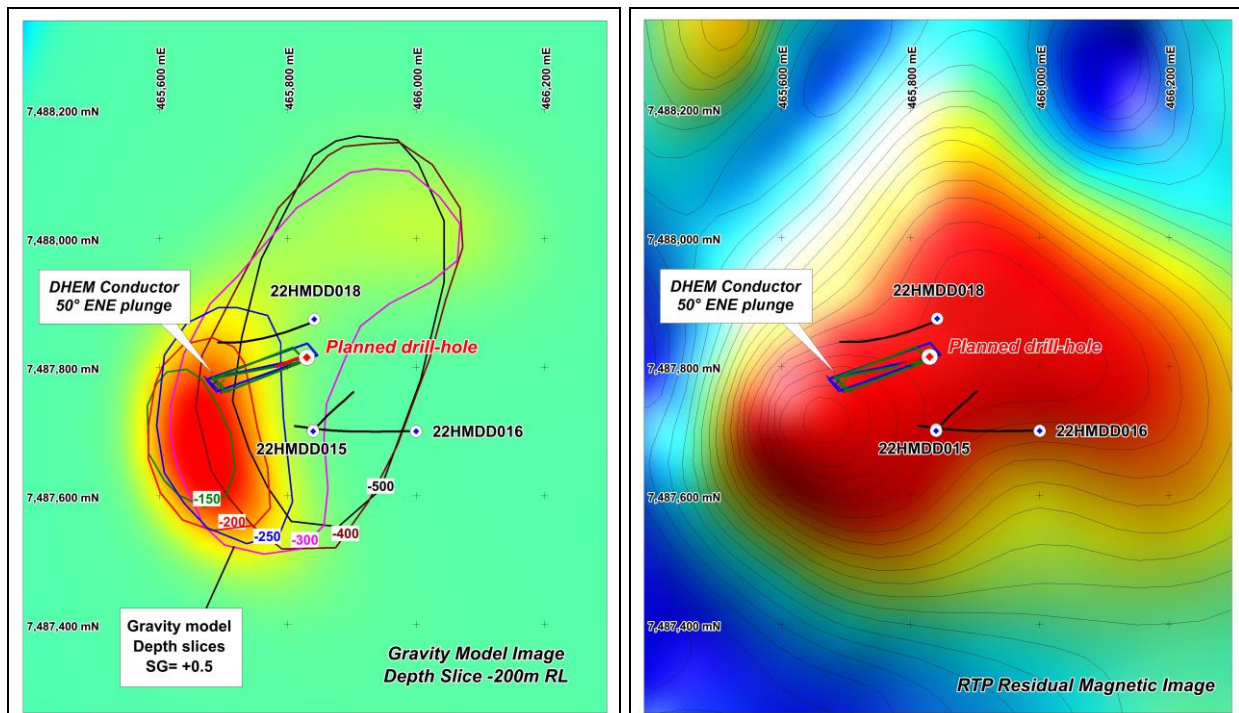 465,600 mE
465,800 mE
466,000 mE
466,200 mE
7,488,200 mN
7,488,000 mN
DHEM Conductor
50° ENE plunge
22HMDD018
Planned drill-hole
7,487,800 mN
22HMDD016
22HMDD015
-500
7,487,600 mN
-150
-200
-250
-300
-400
Gravity model
Depth slices
SG= +0.5
7,487,400 mN
Gravity Model Image
Depth Slice -200m RL
465,600 mE
465,800 mE
466,000 mE
466,200 mE
7,488,200 mN
7,488,000 mN
DHEM Conductor
50° ENE plunge
22HMDD018
Planned drill-hole
7,487,800 mN
22HMDD015
22HMDD016
7,487,600 mN
7,487,400 mN
RTP Residual Magnetic Image